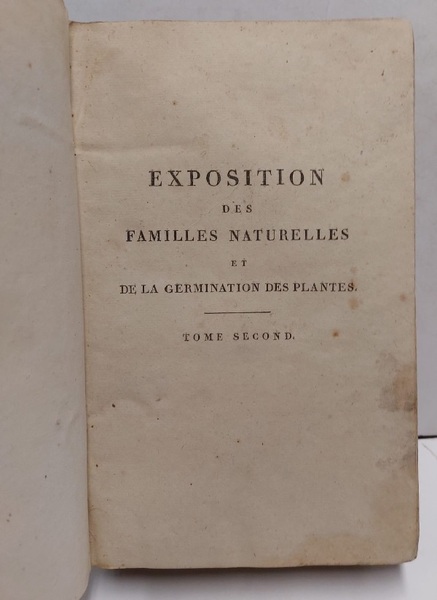 EXPOSITION
DES
FAMILLES NATURELLES
ET
DE LA GERMINATION DES PLANTES.
TOME SECOND.